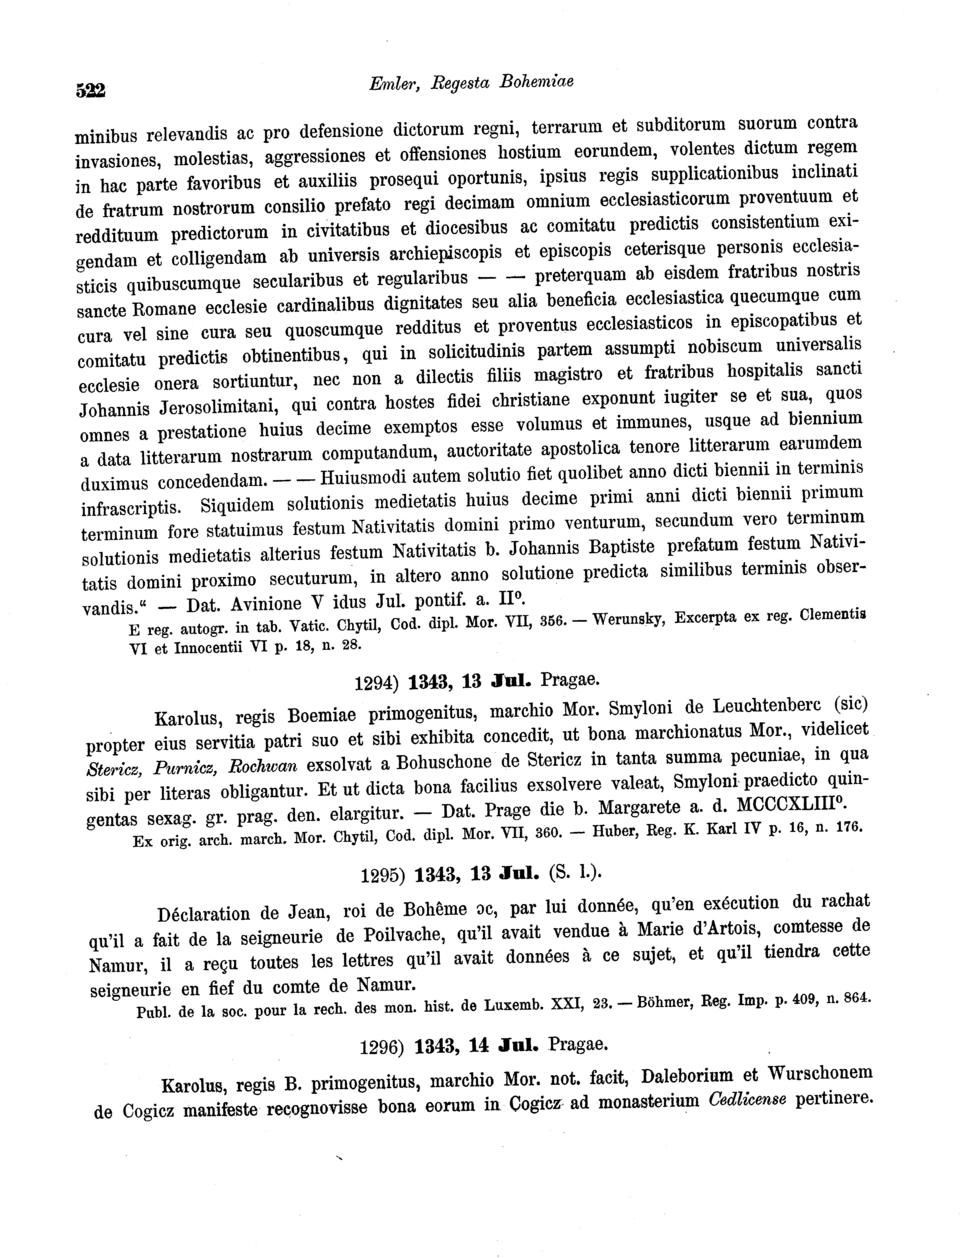 522
Emler, Regesta Bohemiae
minibus relevandis ac pro defensione dictorum regni, terrarum et subditorum suorum contra
invasiones, molestias, aggressiones et offensiones hostium eorundem, volentes dictum regem
in hac parte favoribus et auxiliis prosequi oportunis, ipsius regis supplicationibus inclinati
de fratrum nostrorum consilio prefato regi decimam omnium ecclesiasticorum proventuum et
reddituum predictorum in civitatibus et diocesibus ac comitatu predictis consistentium exi-
gendam et colligendam ab universis archiepiscopis et episcopis ceterisque personis ecclesia-
sticis quibuscumque secularibus et regularibus — — preterquam ab eisdem fratribus nostris
sancte Romane ecclesie cardinalibus dignitates seu alia beneficia ecclesiastica quecumque cum
cura vel sine cura seu quoscumque redditus et proventus ecclesiasticos in episcopatibus et
comitatu predictis obtinentibus, qui in solicitudinis partem assumpti nobiscum universalis
ecclesie onera sortiuntur, nec non a dilectis filiis magistro et fratribus hospitalis sancti
Johannis Jerosolimitani, qui contra hostes fidei christiane exponunt iugiter se et sua, quos
omnes a prestatione huius decime exemptos esse volumus et immunes, usque ad biennium
a data litterarum nostrarum computandum, auctoritate apostolica tenore litterarum earumdem
duximus concedendam. — — Huiusmodi autem solutio fiet quolibet anno dicti biennii in terminis
infrascriptis. Siquidem solutionis medietatis huius decime primi anni dicti biennii primum
terminum fore statuimus festum Nativitatis domini primo venturum, secundum vero terminum
solutionis medietatis alterius festum Nativitatis b. Johannis Baptiste prefatum festum Nativi-
tatis domini proximo secuturum, in altero anno solutione predicta similibus terminis obser-
vandis.“ — Dat. Avinione V idus Jul. pontif. a. IIº.
E reg. autogr. in tab. Vatic. Chytil, Cod. dipl. Mor. VII, 356. — Werunsky, Excerpta ex reg. Clementis
VI et Innocentii VI p. 18, n. 28.
1294) 1343, 13 Jul. Pragae.
Karolus, regis Boemiae primogenitus, marchio Mor. Smyloni de Leuchtenberc (sic)
propter eius servitia patri suo et sibi exhibita concedit, ut bona marchionatus Mor., videlicet
Stericz, Purnicz, Rochwan exsolvat a Bohuschone de Stericz in tanta summa pecuniae, in qua
sibi per literas obligantur. Et ut dicta bona facilius exsolvere valeat, Smyloni praedicto quin-
gentas sexag. gr. prag. den. elargitur. — Dat. Prage die b. Margarete a. d. MCCCXLIIIº.
Ex orig. arch. march. Mor. Chytil, Cod. dipl. Mor. VII, 360. — Huber, Reg. K. Karl IV p. 16, n. 176.
1295) 1343, 13 Jul. (S. l.).
Déclaration de Jean, roi de Bohême ɔc, par lui donnée, qu'en exécution du rachat
qu'il a fait de la seigneurie de Poilvache, qu'il avait vendue à Marie d'Artois, comtesse de
Namur, il a reçu toutes les lettres qu'il avait données à ce sujet, et qu'il tiendra cette
seigneurie en fief du comte de Namur.
Publ. de la soc. pour la rech. des mon. hist. de Luxemb. XXI, 23. — Böhmer, Reg. Imp. p. 409, n. 864.
1296) 1343, 14 Jul. Pragae.
Karolus, regis B. primogenitus, marchio Mor. not. facit, Daleborium et Wurschonem
de Cogicz manifeste recognovisse bona eorum in Cogicz ad monasterium Cedlicense pertinere.